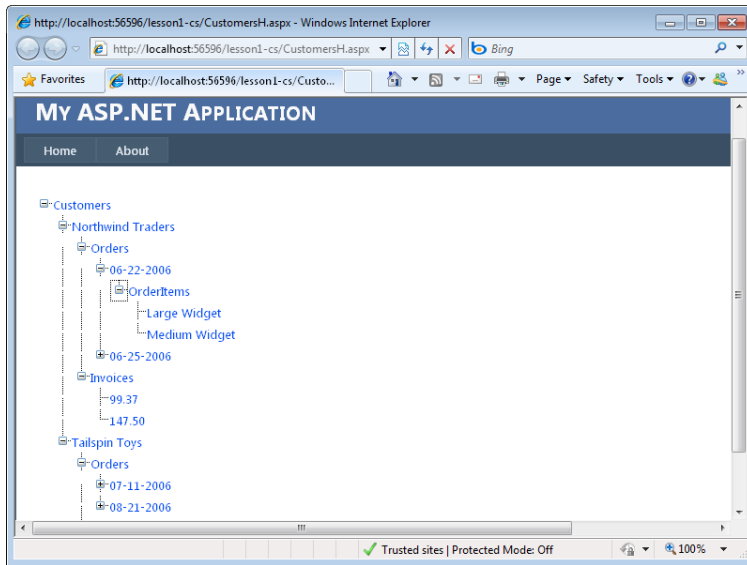 http://localhost:56596/lesson1-cs/CustomersH.aspx - Windows Internet Explorer
http://localhost:56596/lesson1-cs/CustomersH.aspx
Bing
Favorites
http://localhost:56596/lesson1-cs/Custo...
Page
Safety
Tools
MY ASP.NET APPLICATION
Home
About
Customers
Northwind Traders
Orders
06-22-2006
OrderItems
Large Widget
Medium Widget
06-25-2006
Invoices
99.37
147.50
Tailspin Toys
Orders
07-11-2006
08-21-2006
Trusted sites | Protected Mode: Off
100%